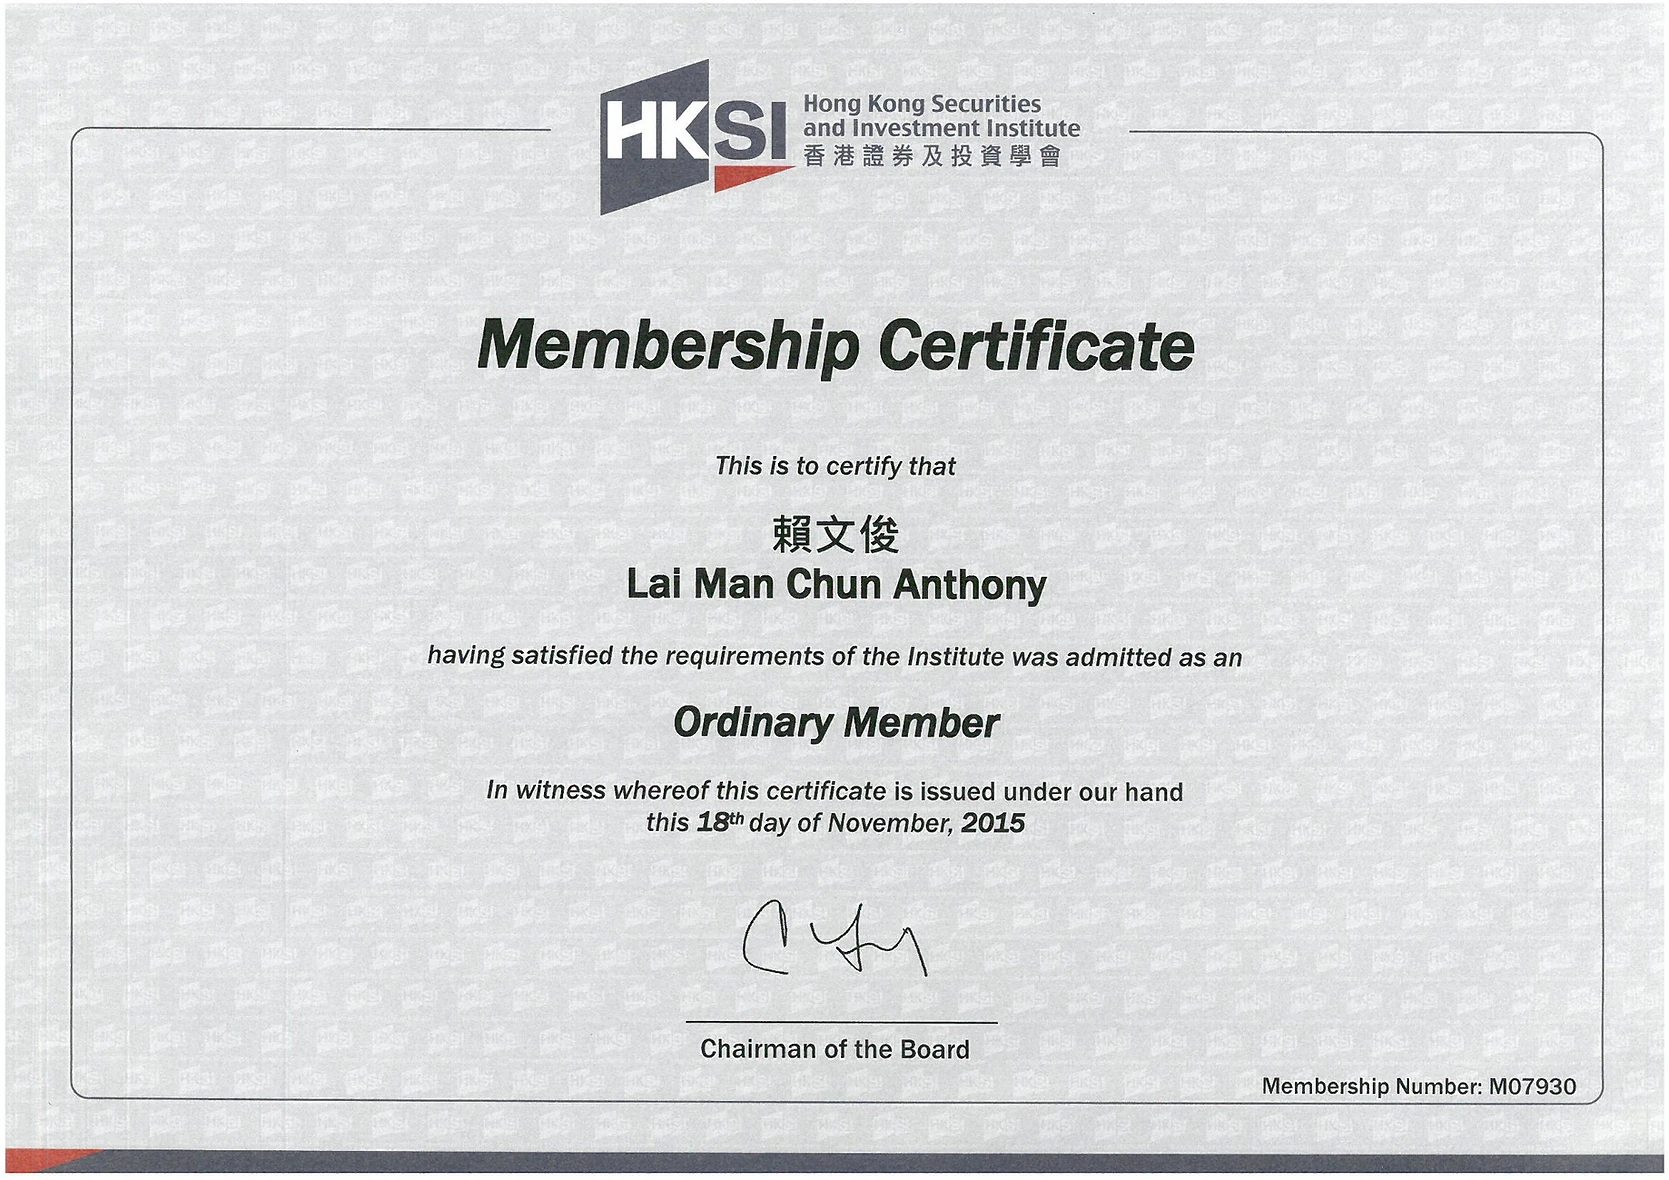 HKSI
Hong Kong Securities
and Investment Institute
香港證券及投資學會
Membership Certificate
This is to certify that
賴文俊
Lai Man Chun Anthony
having satisfied the requirements of the Institute was admitted as an
Ordinary Member
In witness whereof this certificate is issued under our hand
this 18th day of November, 2015
Chairman of the Board
Membership Number: M07930